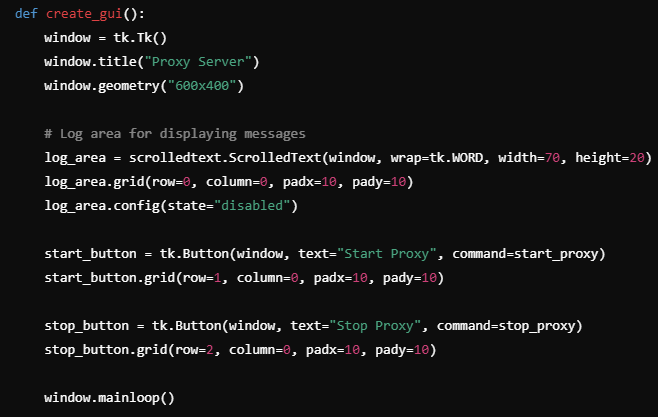 def create_gui():
    window = tk.Tk()
    window.title("Proxy Server")
    window.geometry("600x400")

    # Log area for displaying messages
    log_area = scrolledtext.ScrolledText(window, wrap=tk.WORD, width=70, height=20)
    log_area.grid(row=0, column=0, padx=10, pady=10)
    log_area.config(state="disabled")

    start_button = tk.Button(window, text="Start Proxy", command=start_proxy)
    start_button.grid(row=1, column=0, padx=10, pady=10)

    stop_button = tk.Button(window, text="Stop Proxy", command=stop_proxy)
    stop_button.grid(row=2, column=0, padx=10, pady=10)

    window.mainloop()